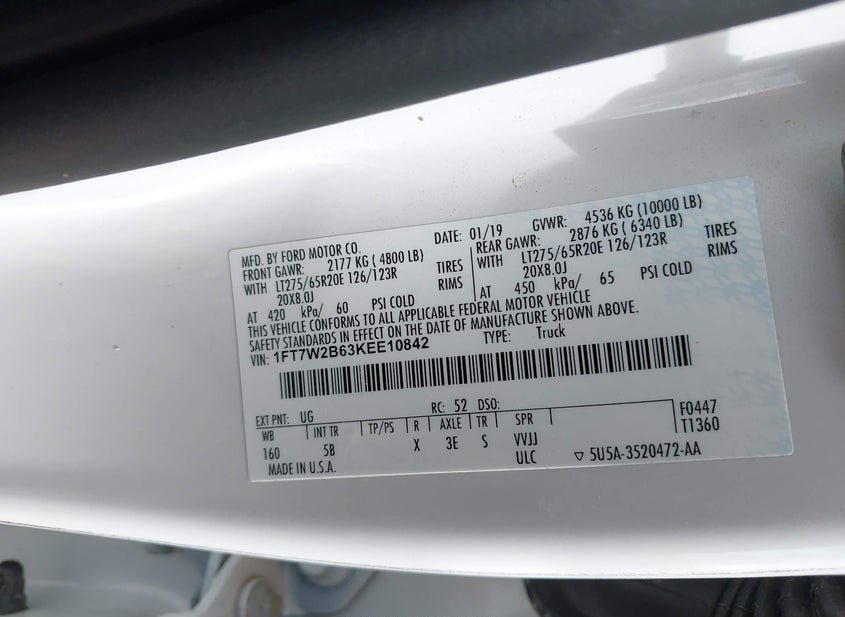 MFD. BY FORD MOTOR CO.
DATE: 01/19 GVWR: 4536 KG (10000 LB)
FRONT GAWR: 2177 KG ( 4800 LB) REAR GAWR: 2876 KG ( 6340 LB)
WITH LT275/65R20E 126/123R TIRES WITH LT275/65R20E 126/123R TIRES
20X8.0J RIMS 20X8.0J RIMS
AT 420 kPa/ 60 PSI COLD AT 450 kPa/ 65 PSI COLD
THIS VEHICLE CONFORMS TO ALL APPLICABLE FEDERAL MOTOR VEHICLE
SAFETY STANDARDS IN EFFECT ON THE DATE OF MANUFACTURE SHOWN ABOVE.
VIN: 1FT7W2B63KEE10842 TYPE: Truck
EXT PNT: UG RC: 52 DSO: F0447
WB INT TR TP/PS R AXLE TR SPR T1360
160 5B X 3E S VVJJ
MADE IN U.S.A. ULC ▽ 5U5A-3520472-AA